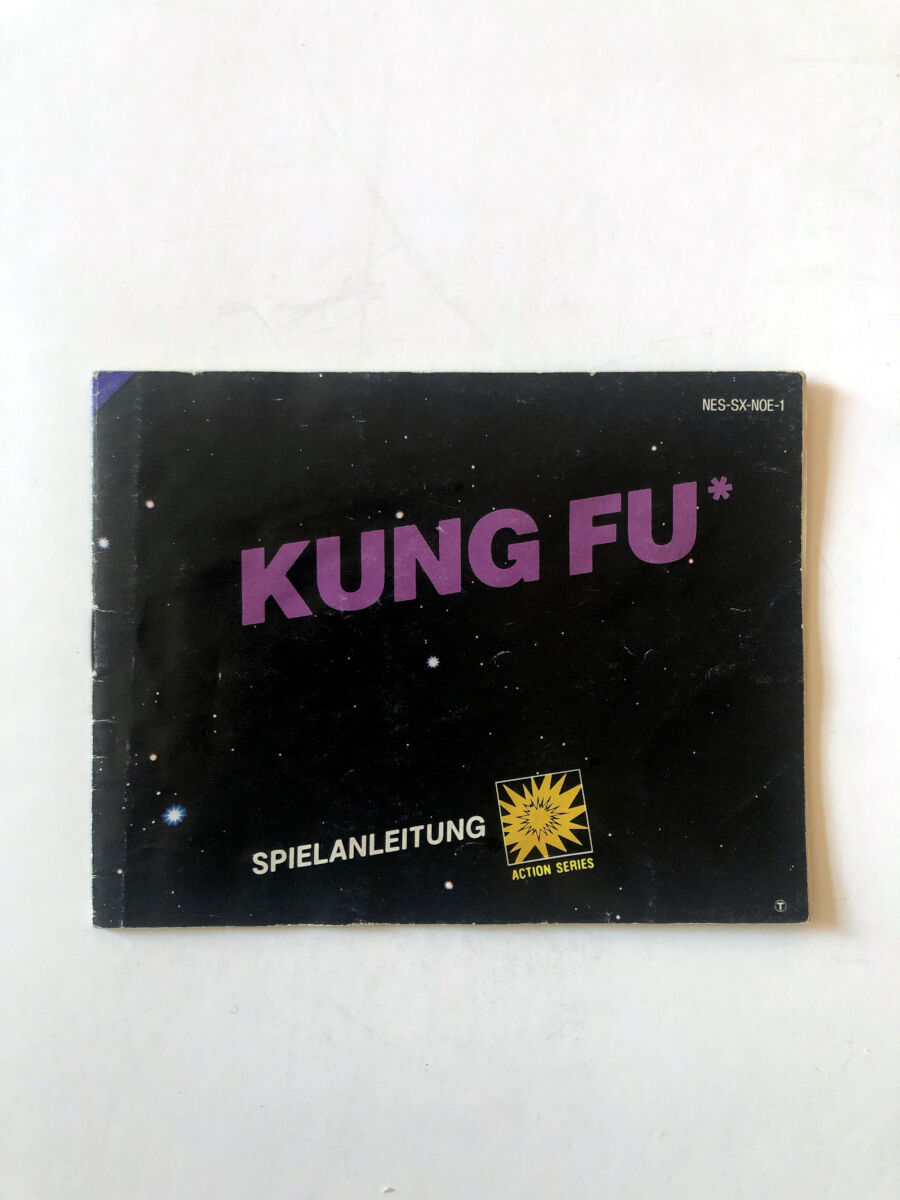 NES-SX-NOE-1
KUNG FU*
SPIELANLEITUNG
ACTION SERIES
T